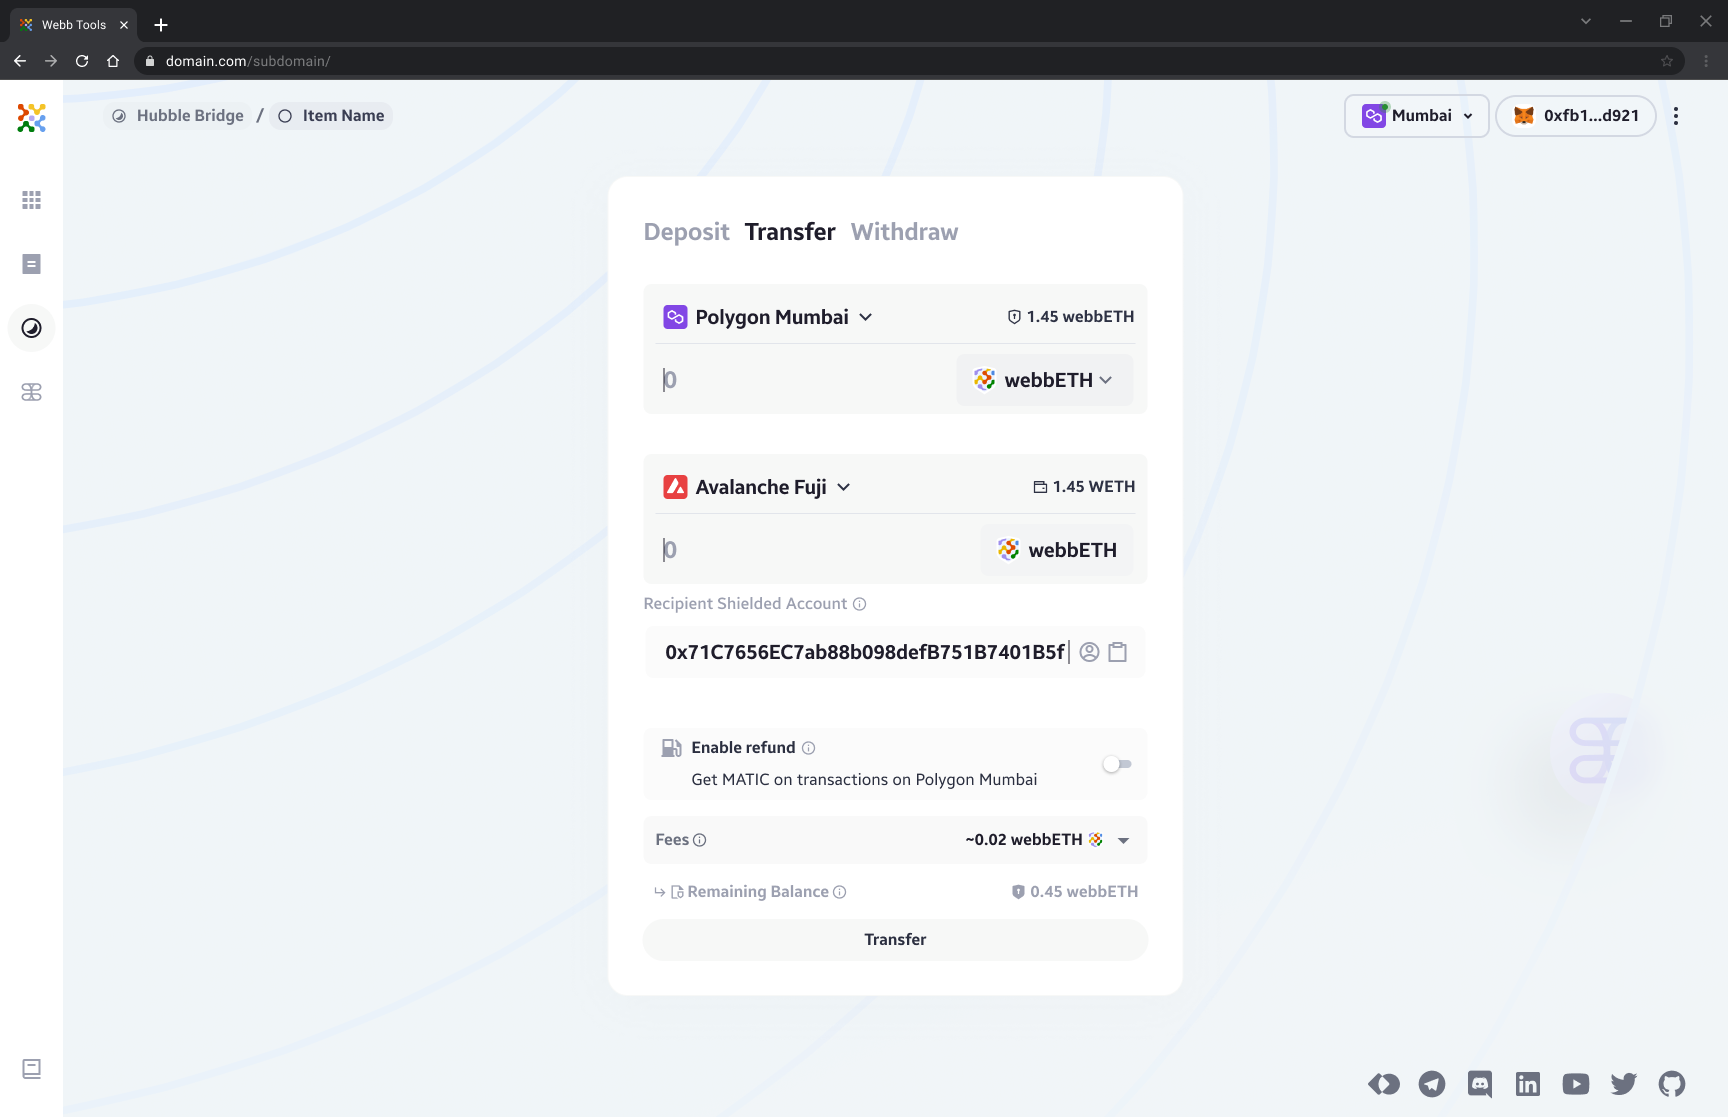 Webb Tools
domain.com/subdomain/
Hubble Bridge / Item Name
Mumbai
0xfb1...d921
Deposit Transfer Withdraw
Polygon Mumbai
1.45 webbETH
0
webbETH
Avalanche Fuji
1.45 WETH
0
webbETH
Recipient Shielded Account
0x71C7656EC7ab88b098defB751B7401B5f
Enable refund
Get MATIC on transactions on Polygon Mumbai
Fees
~0.02 webbETH
Remaining Balance
0.45 webbETH
Transfer